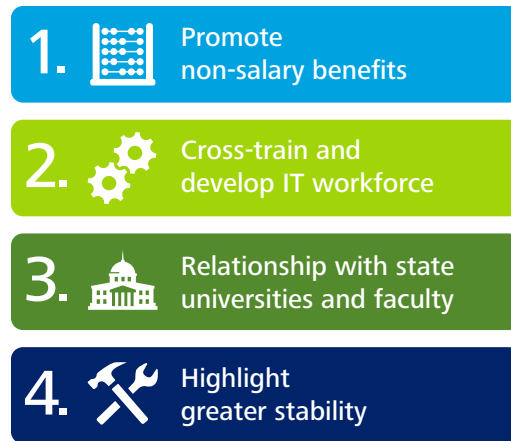 1. Promote
non-salary benefits
2. Cross-train and
develop IT workforce
3. Relationship with state
universities and faculty
4. Highlight
greater stability